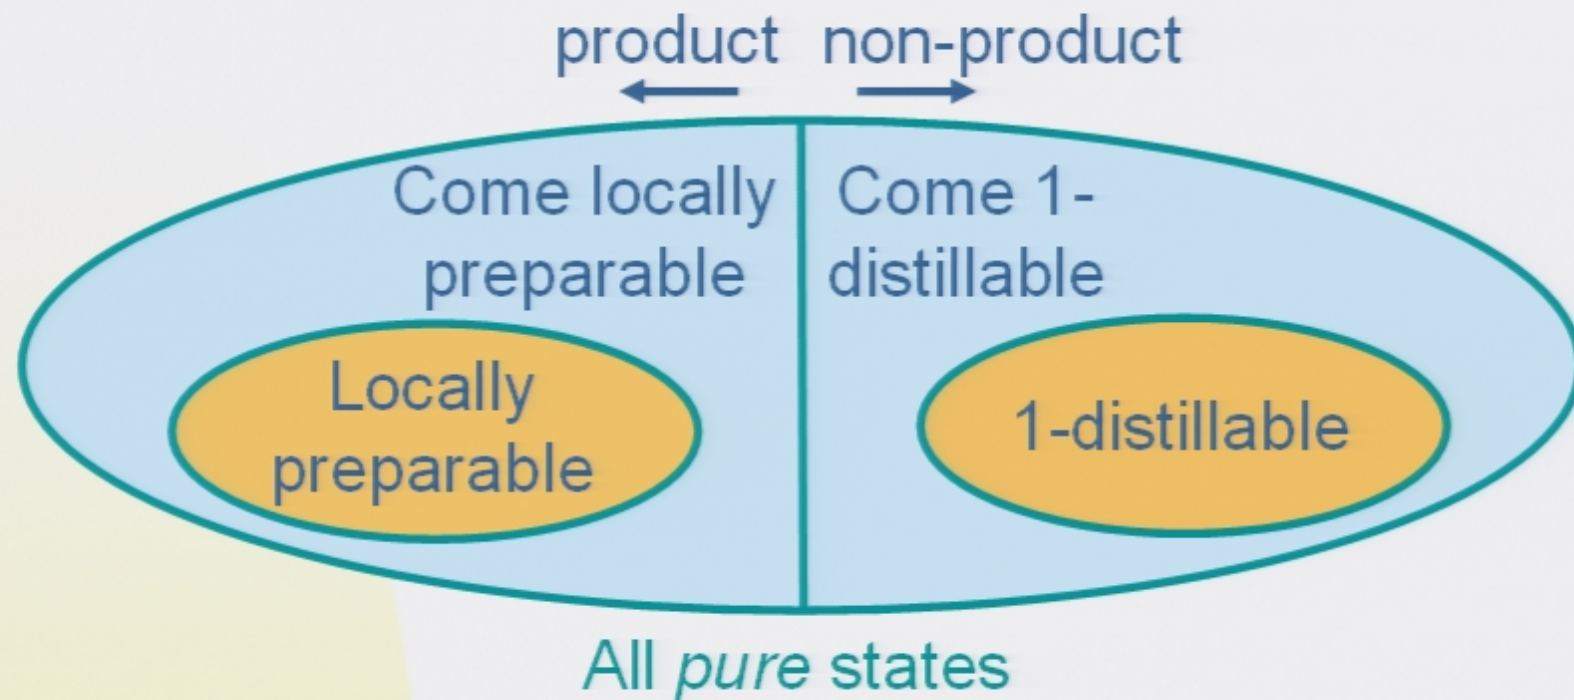 product non-product
Come locally preparable
Come 1-
distillable
Locally
preparable
1-distillable
All pure states